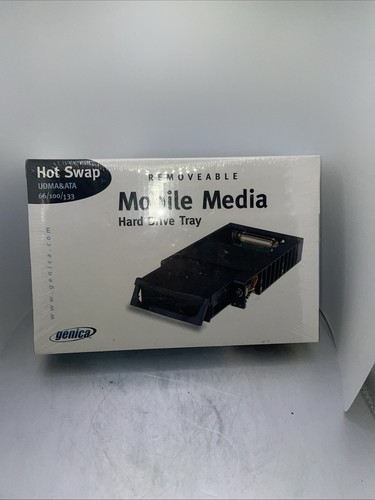 Hot Swap
UDMA&ATA
66/100/133
REMOVEABLE
Mobile Media
Hard Drive Tray
www.genica.com
genica